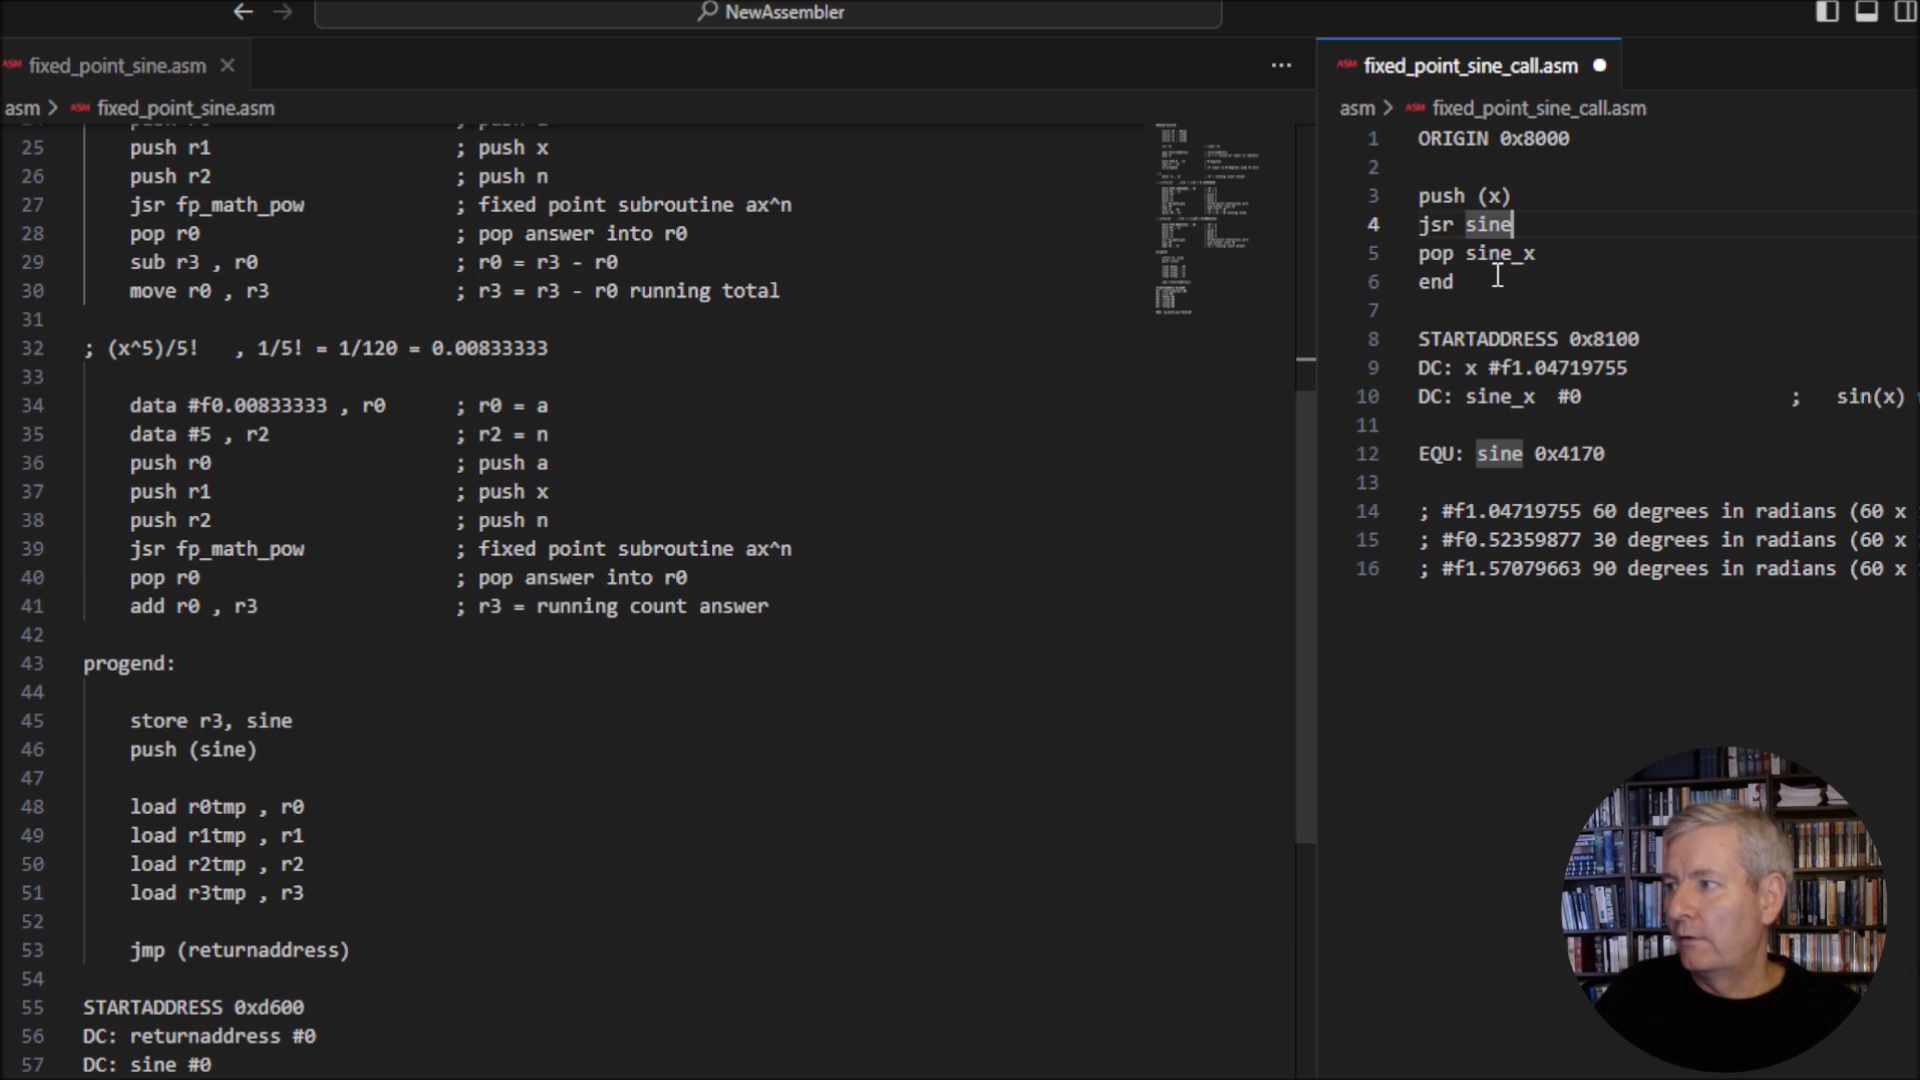 NewAssembler
ASM fixed_point_sine.asm
asm > ASM fixed_point_sine.asm
25 push r1 ; push x
26 push r2 ; push n
27 jsr fp_math_pow ; fixed point subroutine ax^n
28 pop r0 ; pop answer into r0
29 sub r3 , r0 ; r0 = r3 - r0
30 move r0 , r3 ; r3 = r3 - r0 running total
31
32 ; (x^5)/5! , 1/5! = 1/120 = 0.00833333
33
34 data #f0.00833333 , r0 ; r0 = a
35 data #5 , r2 ; r2 = n
36 push r0 ; push a
37 push r1 ; push x
38 push r2 ; push n
39 jsr fp_math_pow ; fixed point subroutine ax^n
40 pop r0 ; pop answer into r0
41 add r0 , r3 ; r3 = running count answer
42
43 progend:
44
45 store r3, sine
46 push (sine)
47
48 load r0tmp , r0
49 load r1tmp , r1
50 load r2tmp , r2
51 load r3tmp , r3
52
53 jmp (returnaddress)
54
55 STARTADDRESS 0xd600
56 DC: returnaddress #0
57 DC: sine #0
ASM fixed_point_sine_call.asm
asm > ASM fixed_point_sine_call.asm
1 ORIGIN 0x8000
2
3 push (x)
4 jsr sine
5 pop sine_x
6 end
7
8 STARTADDRESS 0x8100
9 DC: x #f1.04719755
10 DC: sine_x #0 ; sin(x)
11
12 EQU: sine 0x4170
13
14 ; #f1.04719755 60 degrees in radians (60 x
15 ; #f0.52359877 30 degrees in radians (60 x
16 ; #f1.57079663 90 degrees in radians (60 x